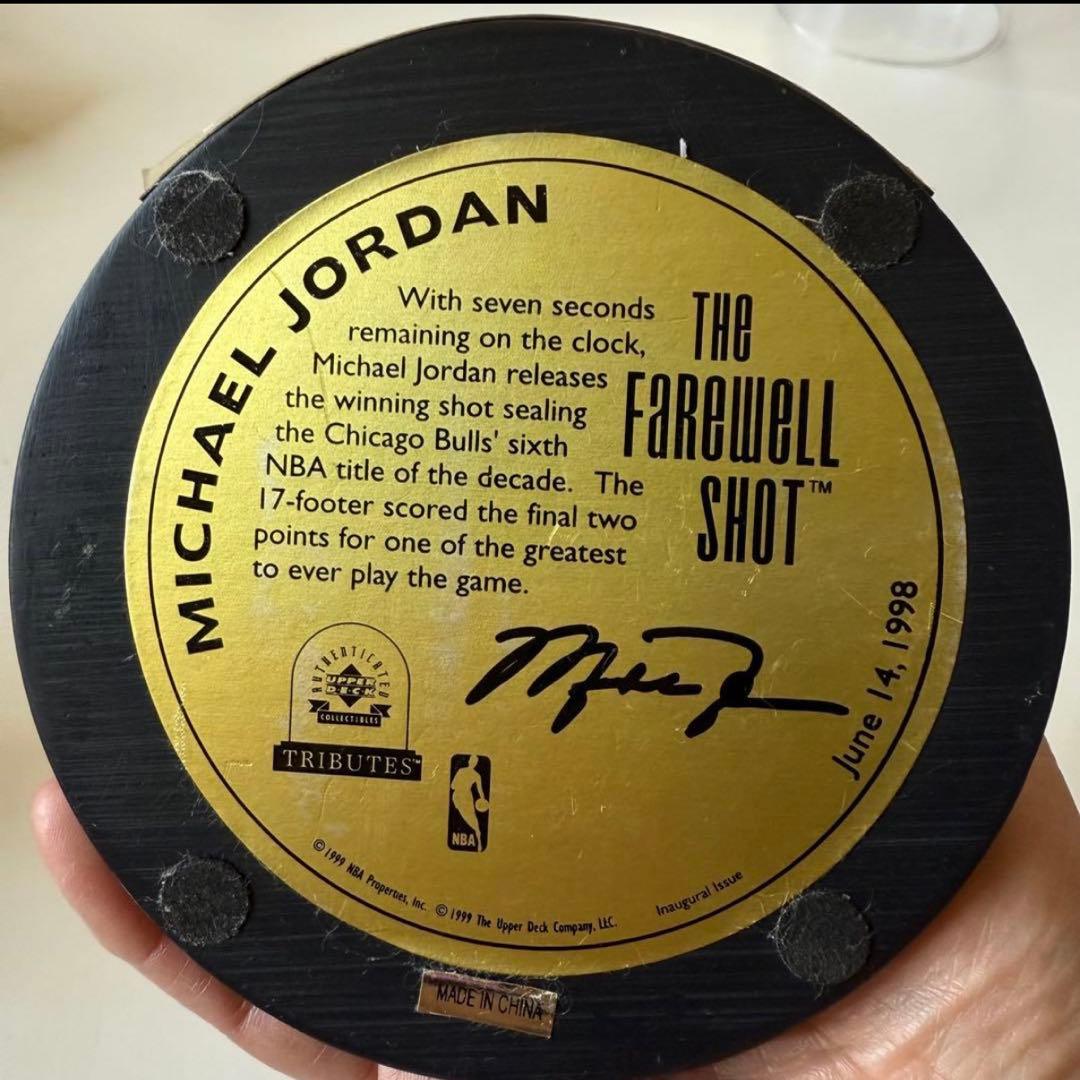 MICHAEL JORDAN
With seven seconds
remaining on the clock,
Michael Jordan releases
the winning shot sealing
the Chicago Bulls' sixth
NBA title of the decade. The
17-footer scored the final two
points for one of the greatest
to ever play the game.
THE
FAREWELL
SHOT™
June 14, 1998
AUTHENTICATED
UPPER
DECK
COLLECTIBLES
TRIBUTES™
NBA
© 1999 NBA Properties, Inc. © 1999 The Upper Deck Company, LLC.
Inaugural Issue
MADE IN CHINA